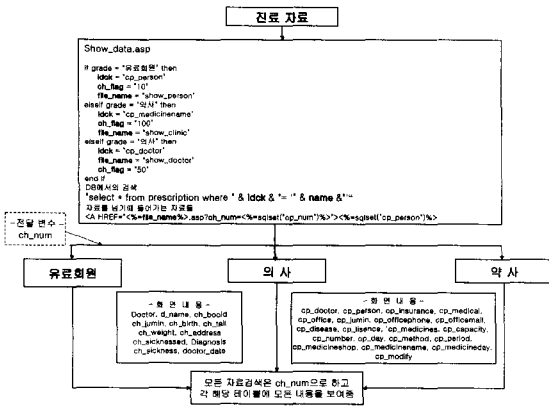 진료 자료
Show_data.asp
if grade = "유료회원" then
idck = "cp_person"
ch_flag = "10"
file_name = "show_person"
elseif grade = "약사" then
idck = "cp_medicinename"
ch_flag = "100"
file_name = "show_clinic"
elseif grade = "의사" then
idck = "cp_doctor"
file_name = "show_doctor"
ch_flag = "50"
end if
DB에서의 검색
"select * from prescription where " & idck & "= '" & name &"'"
자료를 넘기때 들어가는 자료들
<A HREF="<%=file_name%>.asp?ch_num=<%=sqlset("cp_num")%>"><%=sqlset("cp_person")%>
-전달 변수-
ch_num
유료회원
의 사
약 사
- 화 면 내 용 -
Doctor, d_name, ch_bocid
ch_jumin, ch_birth, ch_tall
ch_weight, ch_address
ch_sicknessed, Diagnosis
ch_sickness, doctor_date
- 화 면 내 용 -
cp_doctor, cp_person, cp_insurance, cp_medical,
cp_office, cp_jumin, cp_officephone, cp_officemail,
cp_disease, cp_lisence, 'cp_medicines, cp_capacity,
cp_number, cp_day, cp_method, cp_period,
cp_medicineshop, cp_medicinename, cp_medicineday,
cp_modify
모든 자료검색은 ch_num으로 하고
각 해당 테이블에 모든 내용을 보여줌